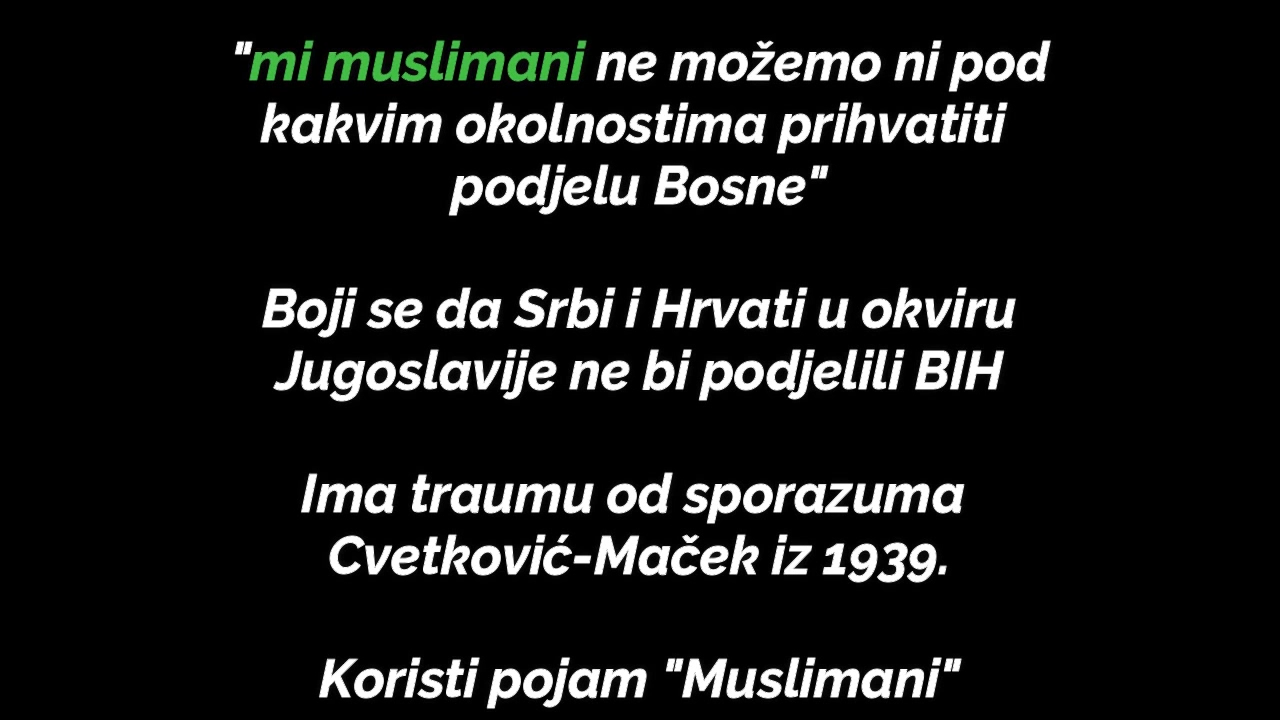 "mi muslimani ne možemo ni pod
kakvim okolnostima prihvatiti
podjelu Bosne"
Boji se da Srbi i Hrvati u okviru
Jugoslavije ne bi podjelili BIH
Ima traumu od sporazuma
Cvetković-Maček iz 1939.
Koristi pojam "Muslimani"